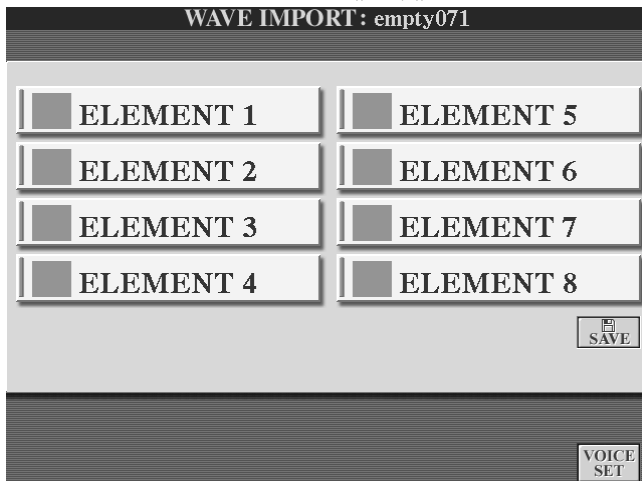 WAVE IMPORT: empty071
ELEMENT 1
ELEMENT 2
ELEMENT 3
ELEMENT 4
ELEMENT 5
ELEMENT 6
ELEMENT 7
ELEMENT 8
SAVE
VOICE
SET